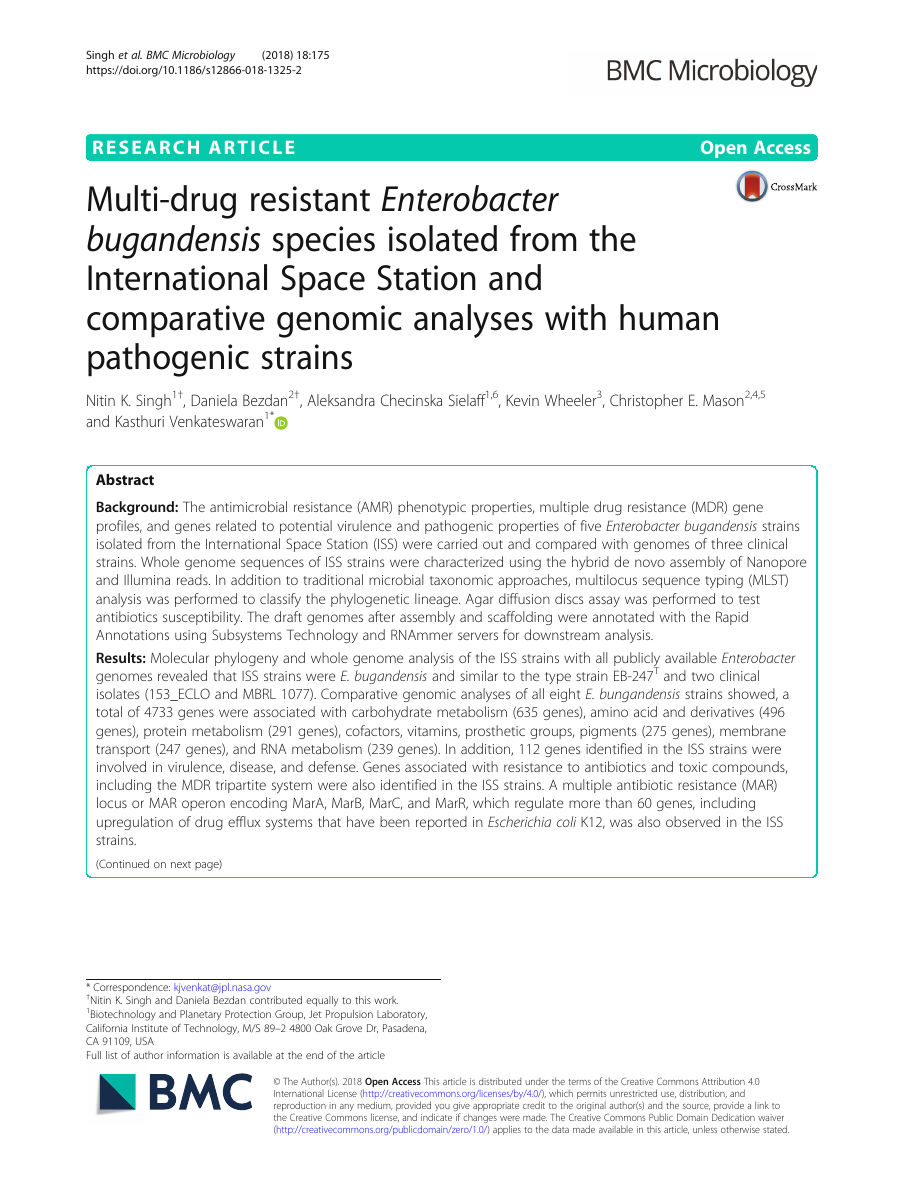 Singh et al. BMC Microbiology (2018) 18:175
https://doi.org/10.1186/s12866-018-1325-2
BMC Microbiology
RESEARCH ARTICLE
Open Access
CrossMark
Multi-drug resistant Enterobacter
bugandensis species isolated from the
International Space Station and
comparative genomic analyses with human
pathogenic strains
Nitin K. Singh1†, Daniela Bezdan2†, Aleksandra Checinska Sielaff1,6, Kevin Wheeler3, Christopher E. Mason2,4,5
and Kasthuri Venkateswaran1*
iD
Abstract
Background: The antimicrobial resistance (AMR) phenotypic properties, multiple drug resistance (MDR) gene
profiles, and genes related to potential virulence and pathogenic properties of five Enterobacter bugandensis strains
isolated from the International Space Station (ISS) were carried out and compared with genomes of three clinical
strains. Whole genome sequences of ISS strains were characterized using the hybrid de novo assembly of Nanopore
and Illumina reads. In addition to traditional microbial taxonomic approaches, multilocus sequence typing (MLST)
analysis was performed to classify the phylogenetic lineage. Agar diffusion discs assay was performed to test
antibiotics susceptibility. The draft genomes after assembly and scaffolding were annotated with the Rapid
Annotations using Subsystems Technology and RNAmmer servers for downstream analysis.
Results: Molecular phylogeny and whole genome analysis of the ISS strains with all publicly available Enterobacter
genomes revealed that ISS strains were E. bugandensis and similar to the type strain EB-247T and two clinical
isolates (153_ECLO and MBRL 1077). Comparative genomic analyses of all eight E. bungandensis strains showed, a
total of 4733 genes were associated with carbohydrate metabolism (635 genes), amino acid and derivatives (496
genes), protein metabolism (291 genes), cofactors, vitamins, prosthetic groups, pigments (275 genes), membrane
transport (247 genes), and RNA metabolism (239 genes). In addition, 112 genes identified in the ISS strains were
involved in virulence, disease, and defense. Genes associated with resistance to antibiotics and toxic compounds,
including the MDR tripartite system were also identified in the ISS strains. A multiple antibiotic resistance (MAR)
locus or MAR operon encoding MarA, MarB, MarC, and MarR, which regulate more than 60 genes, including
upregulation of drug efflux systems that have been reported in Escherichia coli K12, was also observed in the ISS
strains.
(Continued on next page)
* Correspondence: kjvenkat@jpl.nasa.gov
†Nitin K. Singh and Daniela Bezdan contributed equally to this work.
1Biotechnology and Planetary Protection Group, Jet Propulsion Laboratory,
California Institute of Technology, M/S 89–2 4800 Oak Grove Dr, Pasadena,
CA 91109, USA
Full list of author information is available at the end of the article
BMC
© The Author(s). 2018 Open Access This article is distributed under the terms of the Creative Commons Attribution 4.0
International License (http://creativecommons.org/licenses/by/4.0/), which permits unrestricted use, distribution, and
reproduction in any medium, provided you give appropriate credit to the original author(s) and the source, provide a link to
the Creative Commons license, and indicate if changes were made. The Creative Commons Public Domain Dedication waiver
(http://creativecommons.org/publicdomain/zero/1.0/) applies to the data made available in this article, unless otherwise stated.